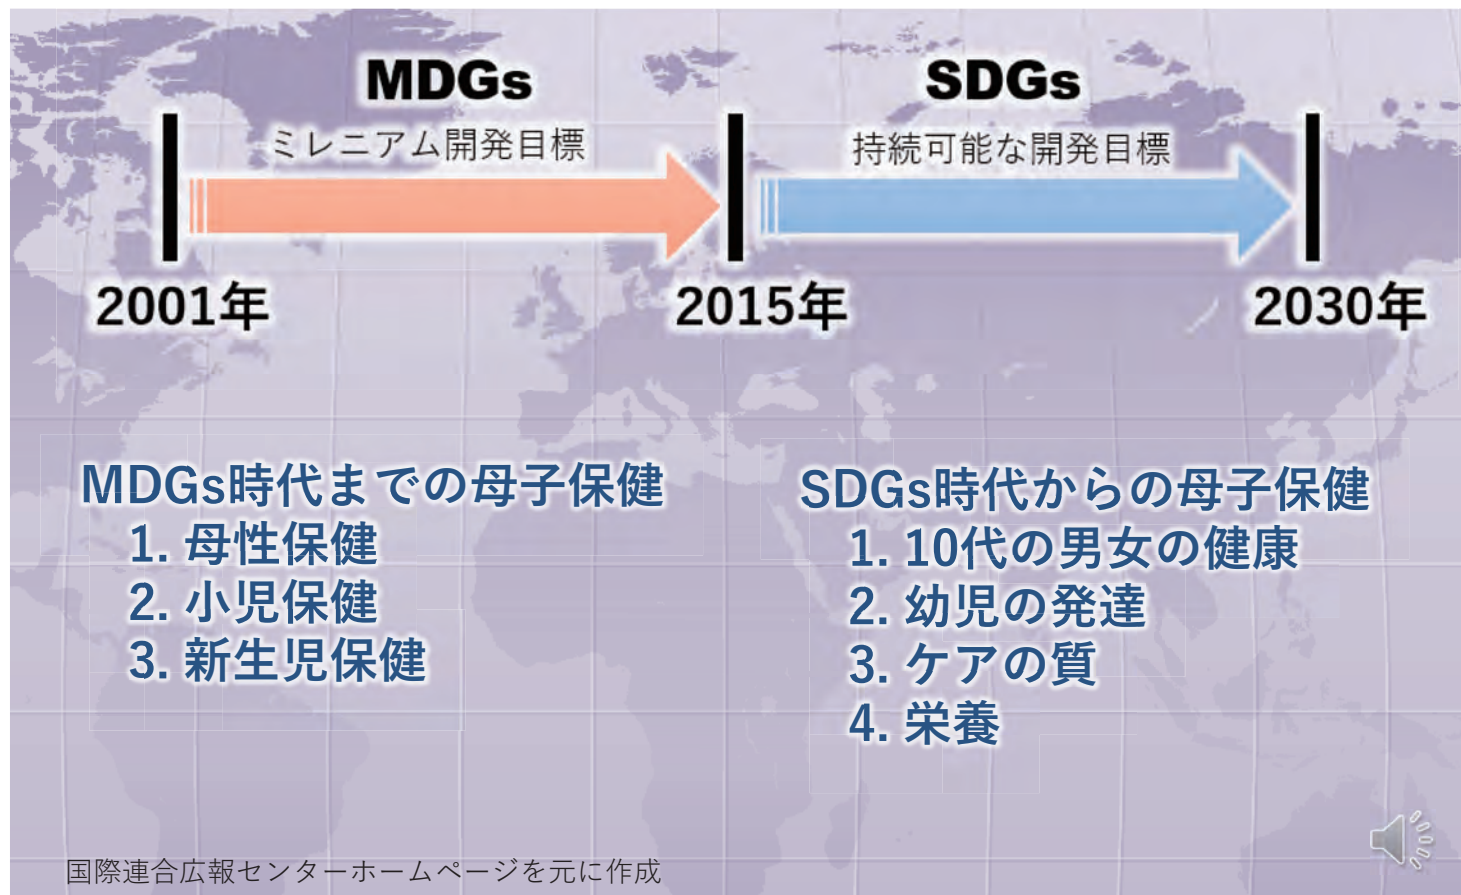 MDGs
ミレニアム開発目標
SDGs
持続可能な開発目標
2001年
2015年
2030年
MDGs時代までの母子保健
1. 母性保健
2. 小児保健
3. 新生児保健
SDGs時代からの母子保健
1. 10代の男女の健康
2. 幼児の発達
3. ケアの質
4. 栄養
国際連合広報センターホームページを元に作成